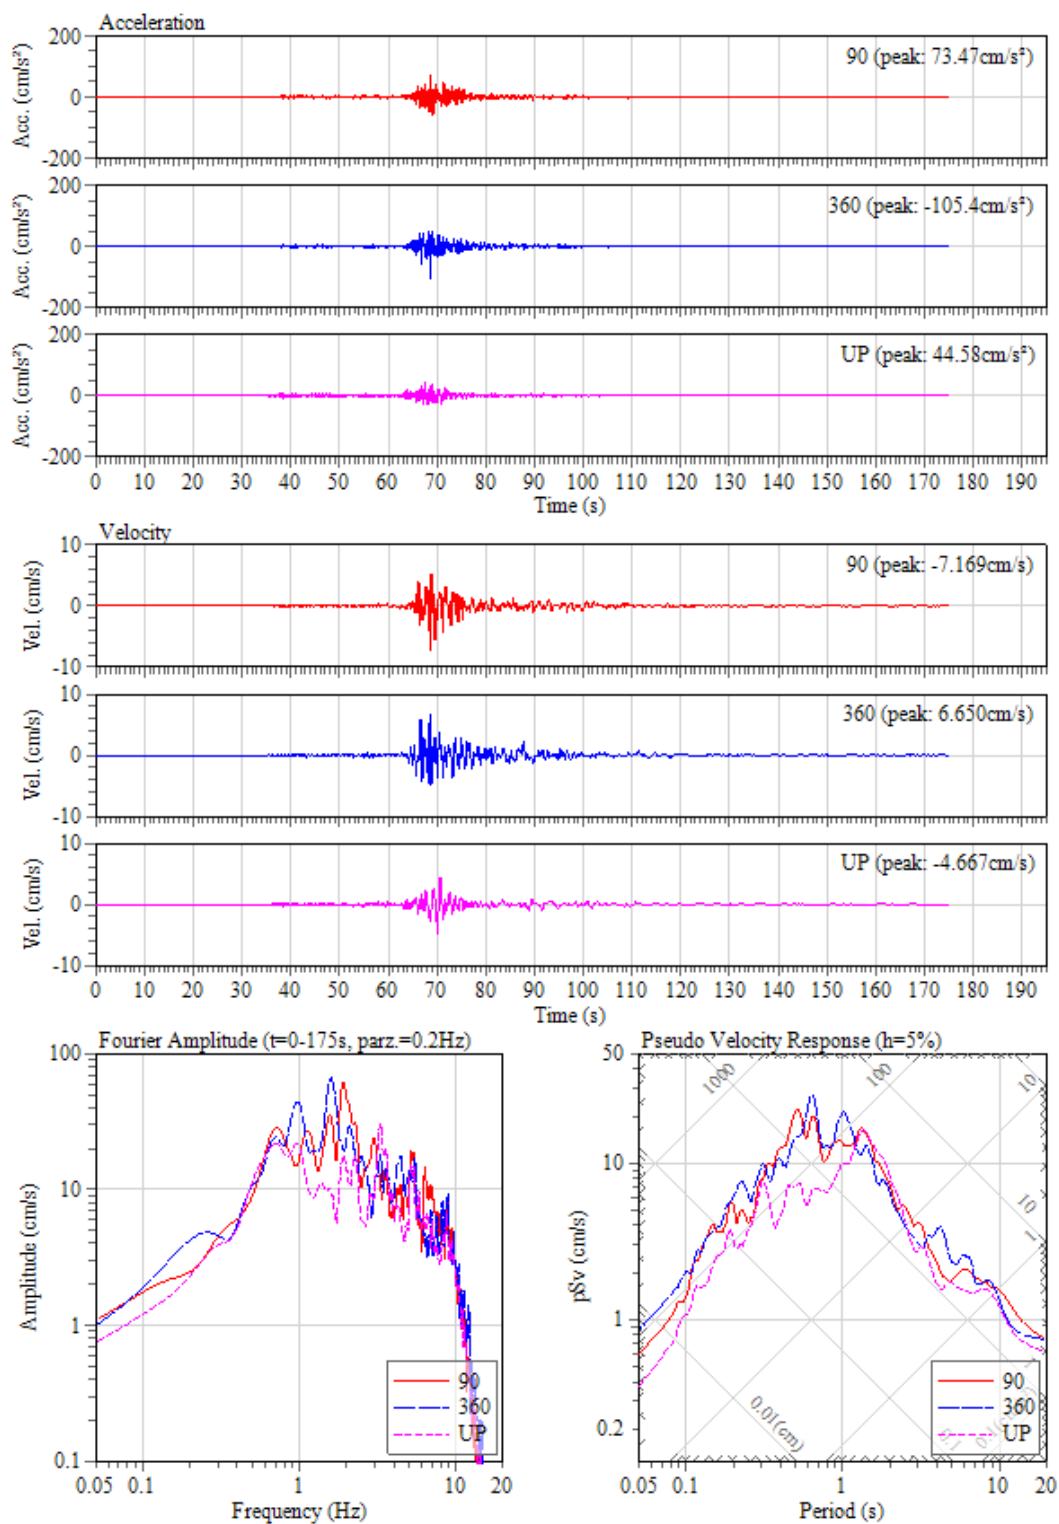 Acceleration
200
0
-200
Acc. (cm/s²)
90 (peak: 73.47cm/s²)
200
0
-200
Acc. (cm/s²)
360 (peak: -105.4cm/s²)
200
0
-200
Acc. (cm/s²)
UP (peak: 44.58cm/s²)
0 10 20 30 40 50 60 70 80 90 100 110 120 130 140 150 160 170 180 190
Time (s)
Velocity
10
0
-10
Vel. (cm/s)
90 (peak: -7.169cm/s)
10
0
-10
Vel. (cm/s)
360 (peak: 6.650cm/s)
10
0
-10
Vel. (cm/s)
UP (peak: -4.667cm/s)
0 10 20 30 40 50 60 70 80 90 100 110 120 130 140 150 160 170 180 190
Time (s)
Fourier Amplitude (t=0-175s, parz.=0.2Hz)
100
10
1
0.1
Amplitude (cm/s)
90
360
UP
0.05 0.1 1 10 20
Frequency (Hz)
Pseudo Velocity Response (h=5%)
50
10
1
0.2
pSv (cm/s)
1000
100
10
10
1
1
0.01(cm)
0.1
90
360
UP
0.05 0.1 1 10 20
Period (s)